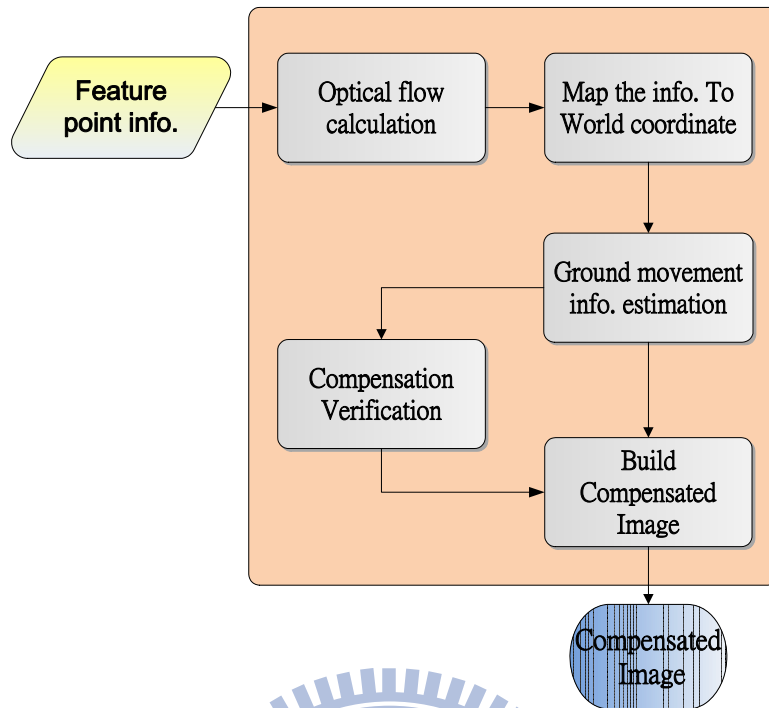 Feature
point info.
Optical flow
calculation
Map the info. To
World coordinate
Ground movement
info. estimation
Compensation
Verification
Build
Compensated
Image
Compensated
Image